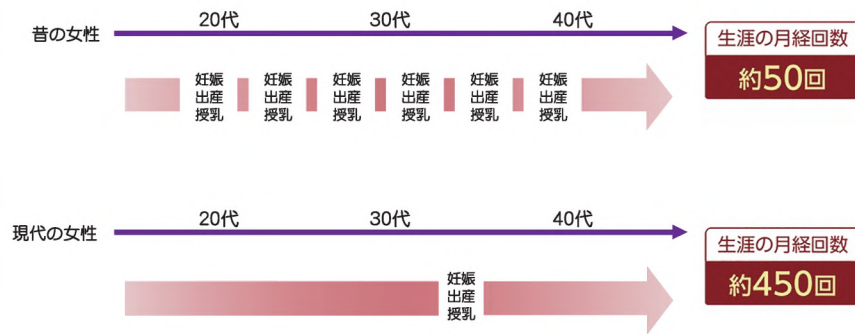 昔の女性
20代 30代 40代
妊娠 妊娠 妊娠 妊娠 妊娠 妊娠
出産 出産 出産 出産 出産 出産
授乳 授乳 授乳 授乳 授乳 授乳
生涯の月経回数
約50回
現代の女性
20代 30代 40代
妊娠
出産
授乳
生涯の月経回数
約450回